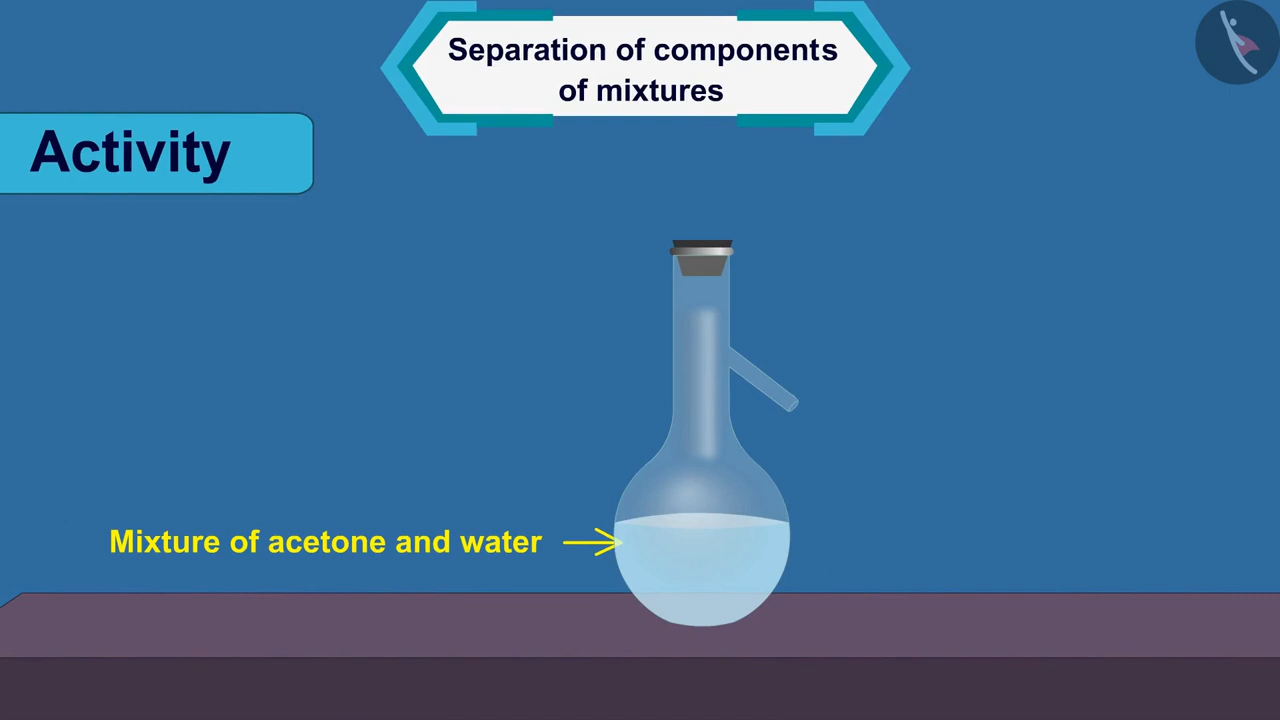 Separation of components
of mixtures
Activity
Mixture of acetone and water